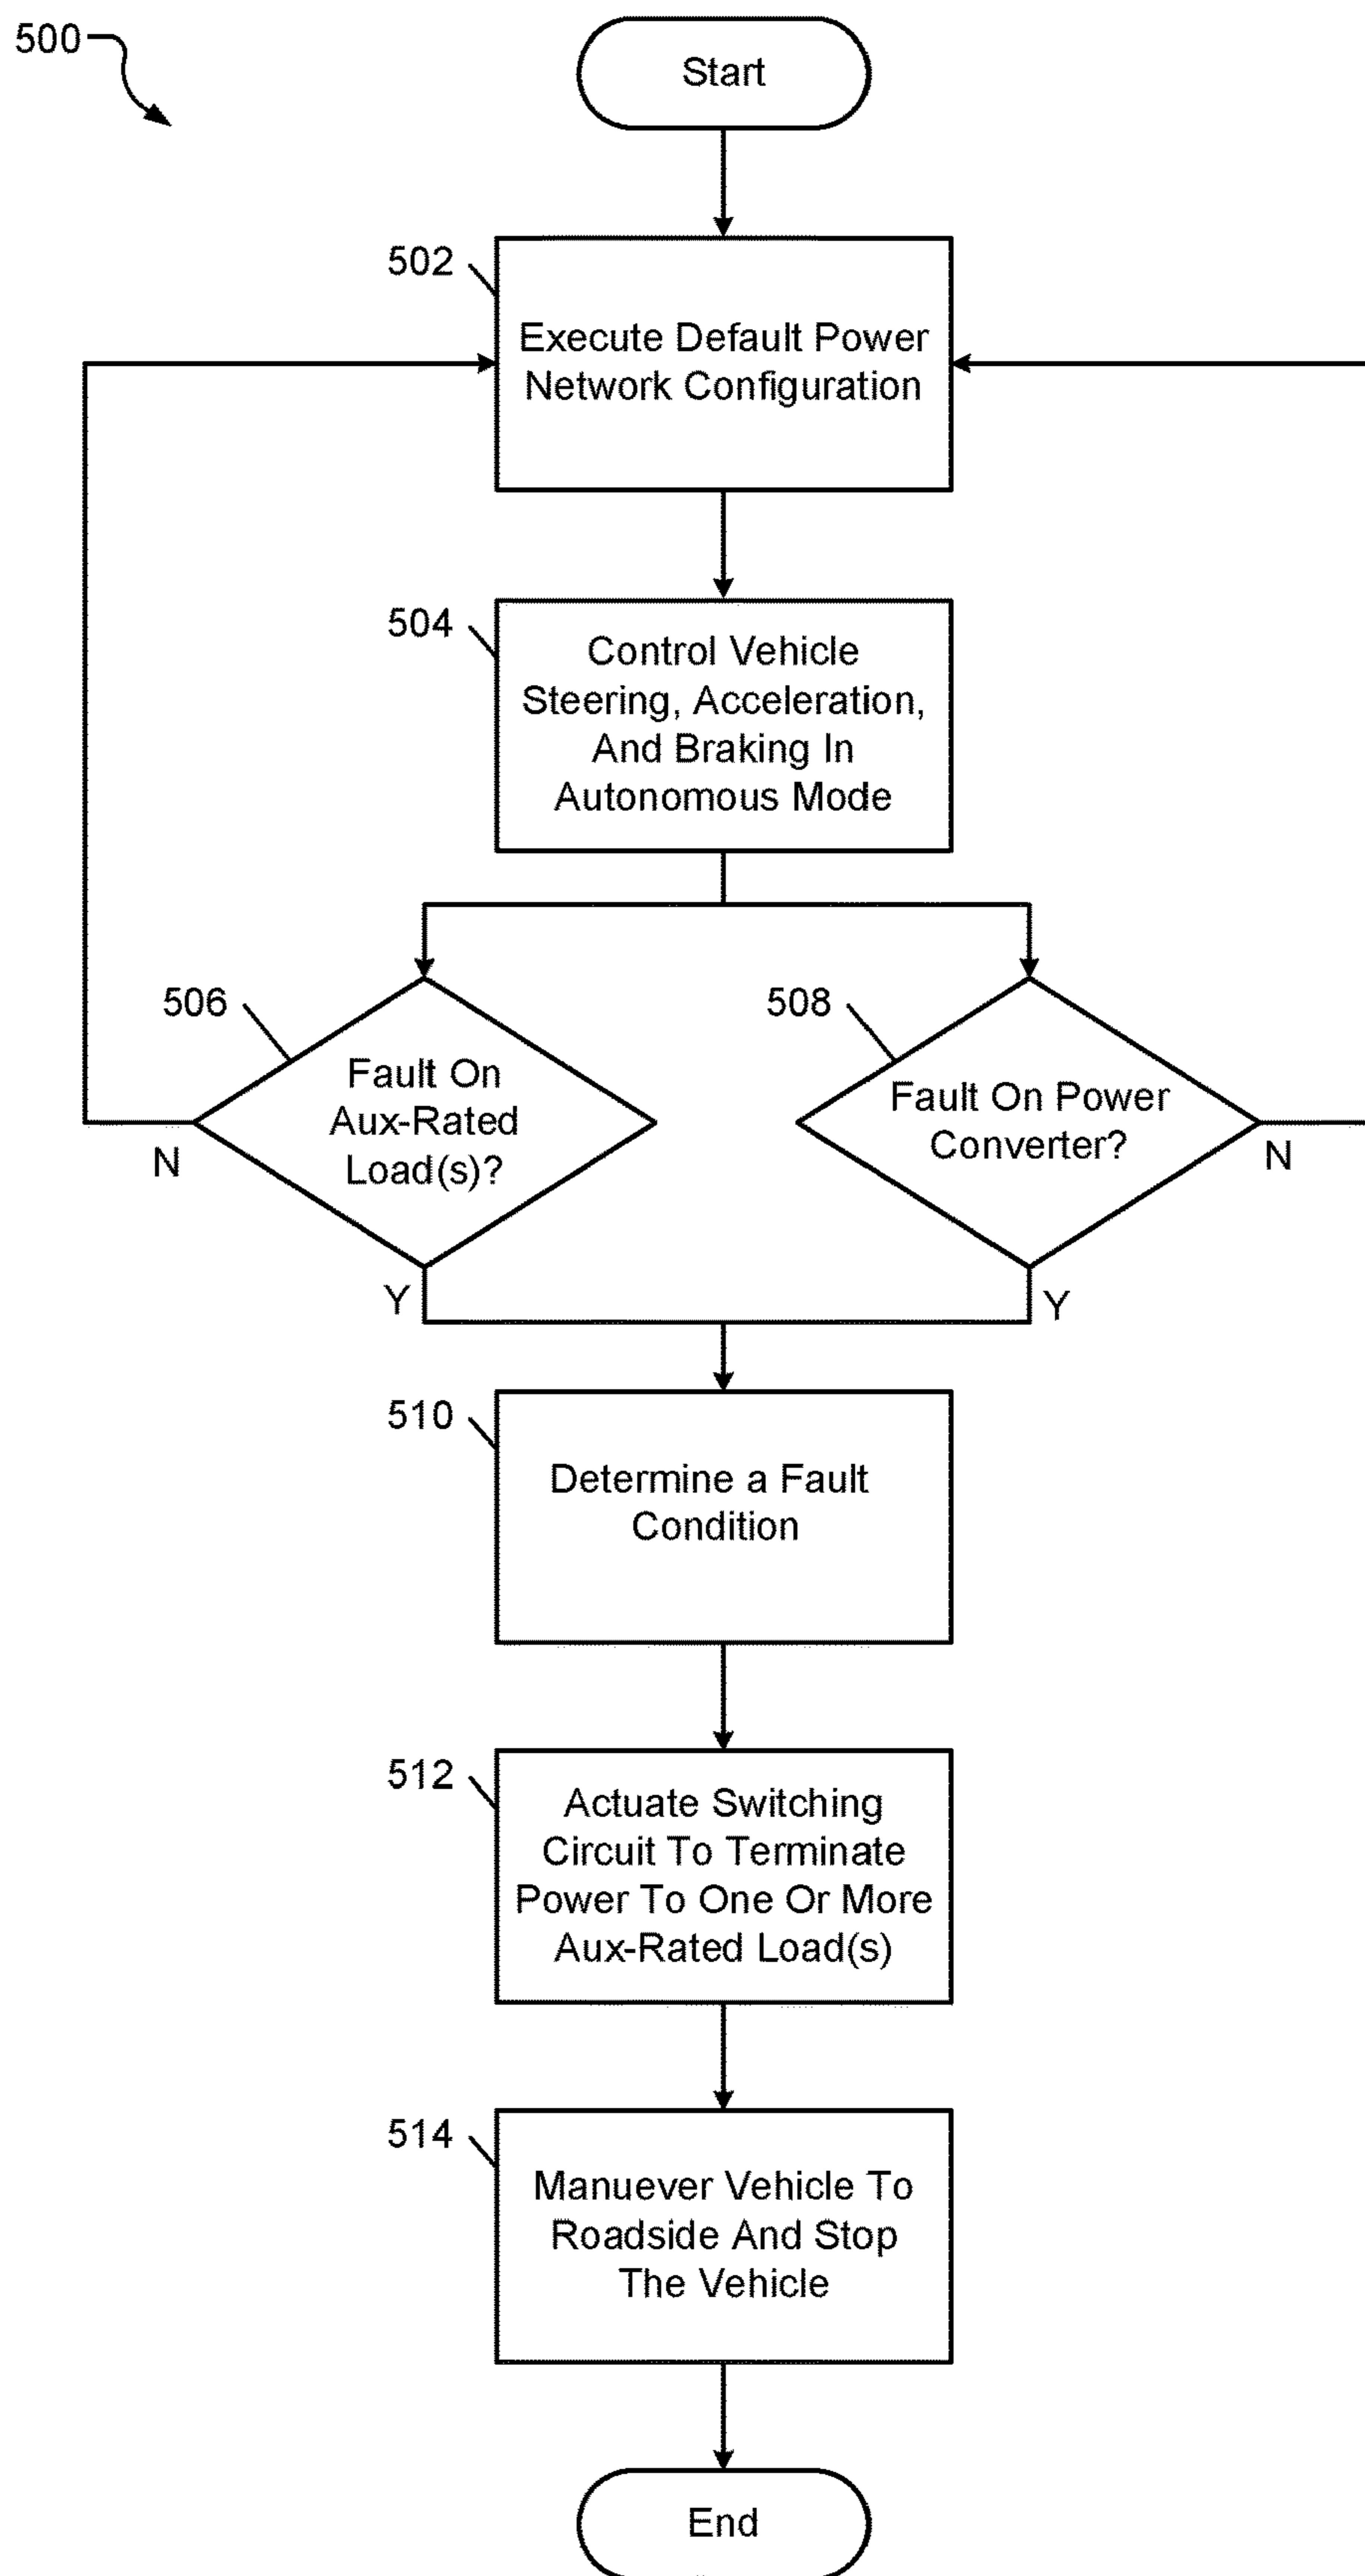 500
Start
502
Execute Default Power
Network Configuration
504
Control Vehicle
Steering, Acceleration,
And Braking In
Autonomous Mode
506
Fault On
Aux-Rated
Load(s)?
N
Y
508
Fault On Power
Converter?
N
Y
510
Determine a Fault
Condition
512
Actuate Switching
Circuit To Terminate
Power To One Or More
Aux-Rated Load(s)
514
Manuever Vehicle To
Roadside And Stop
The Vehicle
End